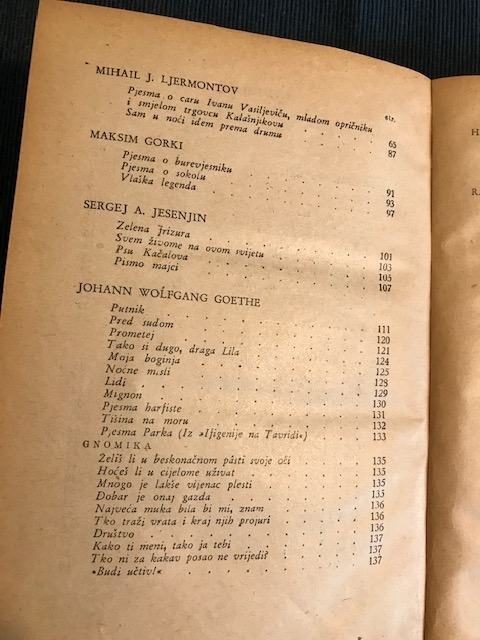 MIHAIL J. LJERMONTOV
str.
Pjesma o caru Ivanu Vasiljeviču, mladom opričniku
i smjelom trgovcu Kalašnjikovu . . . . . 65
Sam u noći idem prema drumu . . . . . 87
MAKSIM GORKI
Pjesma o burevjesniku . . . . . 91
Pjesma o sokolu . . . . . 93
Vlaška legenda . . . . . 97
SERGEJ A. JESENJIN
Zelena frizura . . . . . 101
Svem živome na ovom svijetu . . . . . 103
Psu Kačalova . . . . . 105
Pismo majci . . . . . 107
JOHANN WOLFGANG GOETHE
Putnik . . . . . 111
Pred sudom . . . . . 120
Prometej . . . . . 121
Tako si dugo, draga Lila . . . . . 124
Moja boginja . . . . . 125
Noćne misli . . . . . 128
Lidi . . . . . 129
Mignon . . . . . 130
Pjesma harfiste . . . . . 131
Tišina na moru . . . . . 132
Pjesma Parka (Iz »Ifigenije na Tavridi«) . . . . . 133
GNOMIKA
Želiš li u beskonačnom pâsti svoje oči . . . . . 135
Hoćeš li u cijelome uživat . . . . . 135
Mnogo je lakše vijenac plesti . . . . . 135
Dobar je onaj gazda . . . . . 135
Najveća muka bila bi mi, znam . . . . . 136
Tko traži vrata i kraj njih projuri . . . . . 136
Društvo . . . . . 136
Kako ti meni, tako ja tebi . . . . . 137
Tko ni za kakav posao ne vrijedi? . . . . . 137
»Budi učtiv!« . . . . . 137
H
R